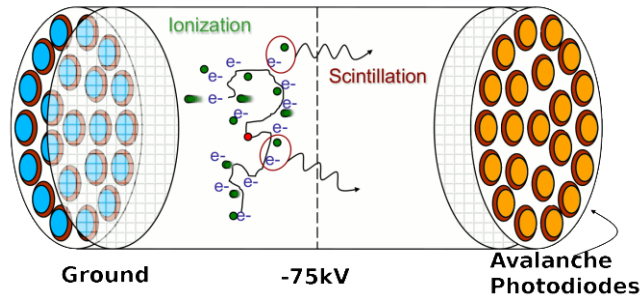 Ionization
e-
e-
e-
e-
Scintillation
e-
e-
e-
e-
e-
e-
e-
Ground
-75kV
Avalanche
Photodiodes